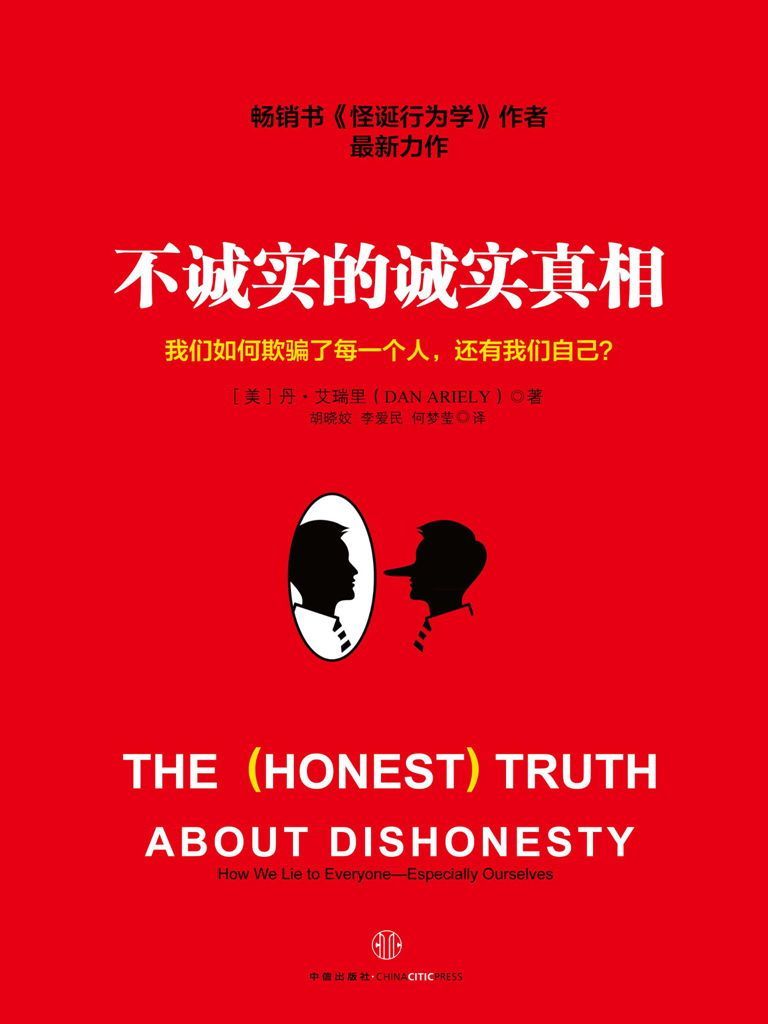 畅销书《怪诞行为学》作者
最新力作
不诚实的诚实真相
我们如何欺骗了每一个人，还有我们自己？
［美］丹·艾瑞里（DAN ARIELY）◎著
胡晓姣 李爱民 何梦莹◎译
THE (HONEST) TRUTH
ABOUT DISHONESTY
How We Lie to Everyone—Especially Ourselves
中信出版社·CHINACITICPRESS